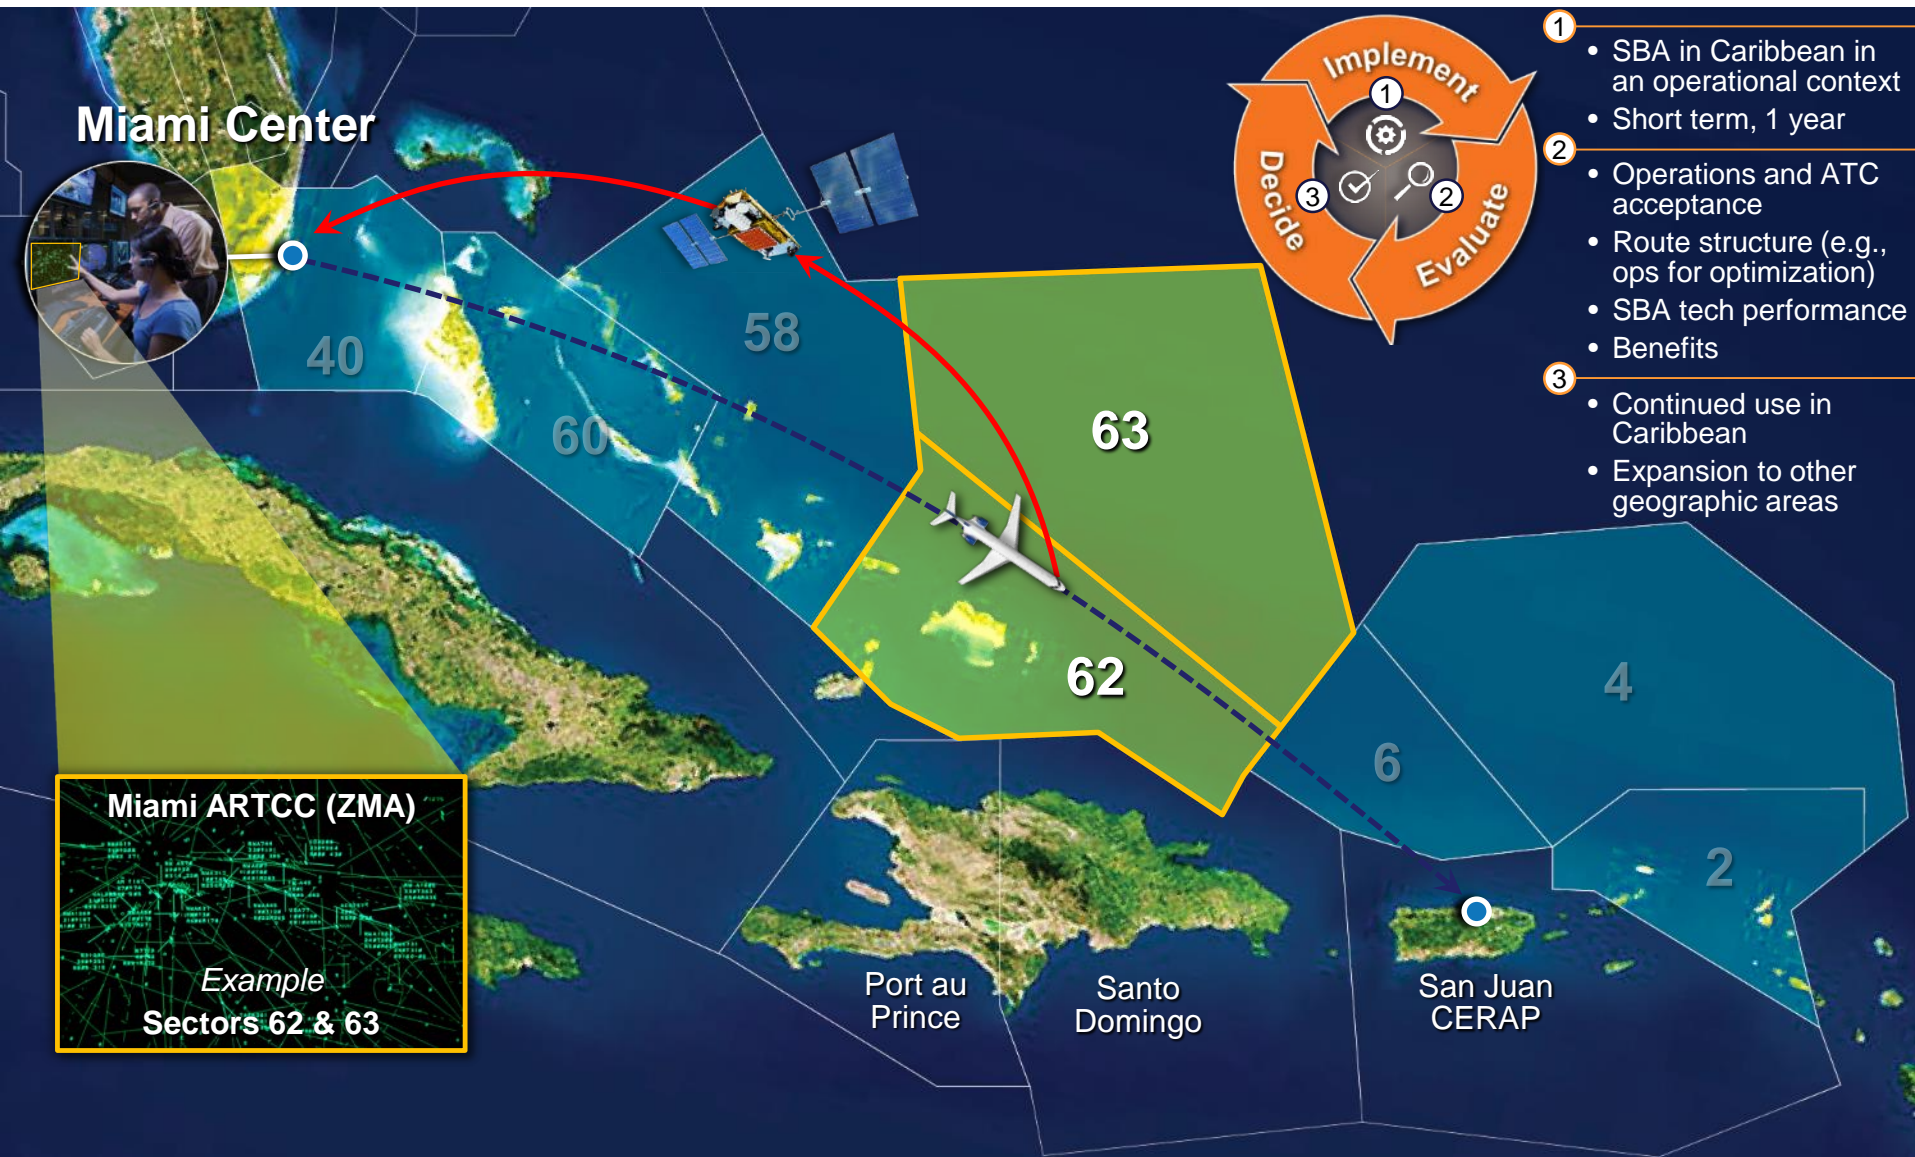 Miami Center
40
60
58
63
62
6
4
2
Port au
Prince
Santo
Domingo
San Juan
CERAP
Miami ARTCC (ZMA)
Example
Sectors 62 & 63
Implement
Evaluate
Decide
1
2
3
1
• SBA in Caribbean in
an operational context
• Short term, 1 year
2
• Operations and ATC
acceptance
• Route structure (e.g.,
ops for optimization)
• SBA tech performance
• Benefits
3
• Continued use in
Caribbean
• Expansion to other
geographic areas